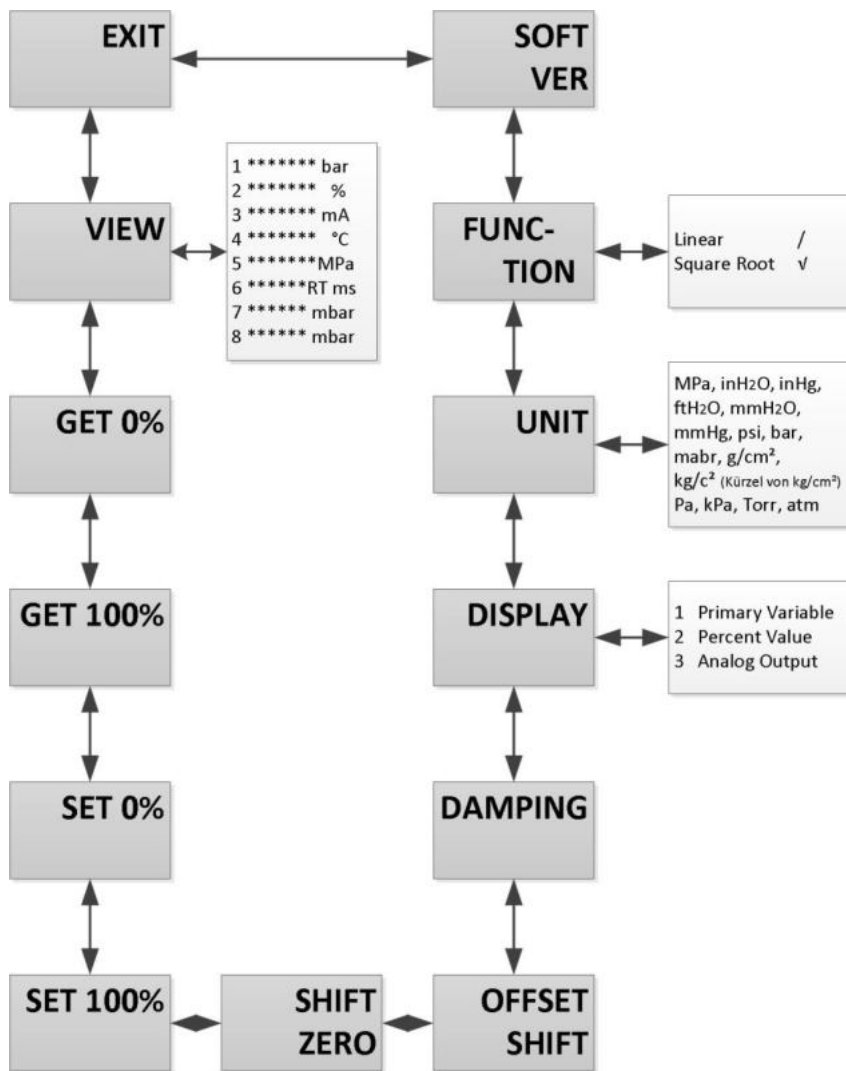 EXIT
SOFT
VER
VIEW
1 ******* bar
2 ******* %
3 ******* mA
4 ******* °C
5 *******MPa
6 ******RT ms
7 ****** mbar
8 ****** mbar
FUNC-
TION
Linear /
Square Root √
GET 0%
UNIT
MPa, inH2O, inHg,
ftH2O, mmH2O,
mmHg, psi, bar,
mabr, g/cm²,
kg/c² (Kürzel von kg/cm²)
Pa, kPa, Torr, atm
GET 100%
DISPLAY
1 Primary Variable
2 Percent Value
3 Analog Output
SET 0%
DAMPING
SET 100%
SHIFT
ZERO
OFFSET
SHIFT